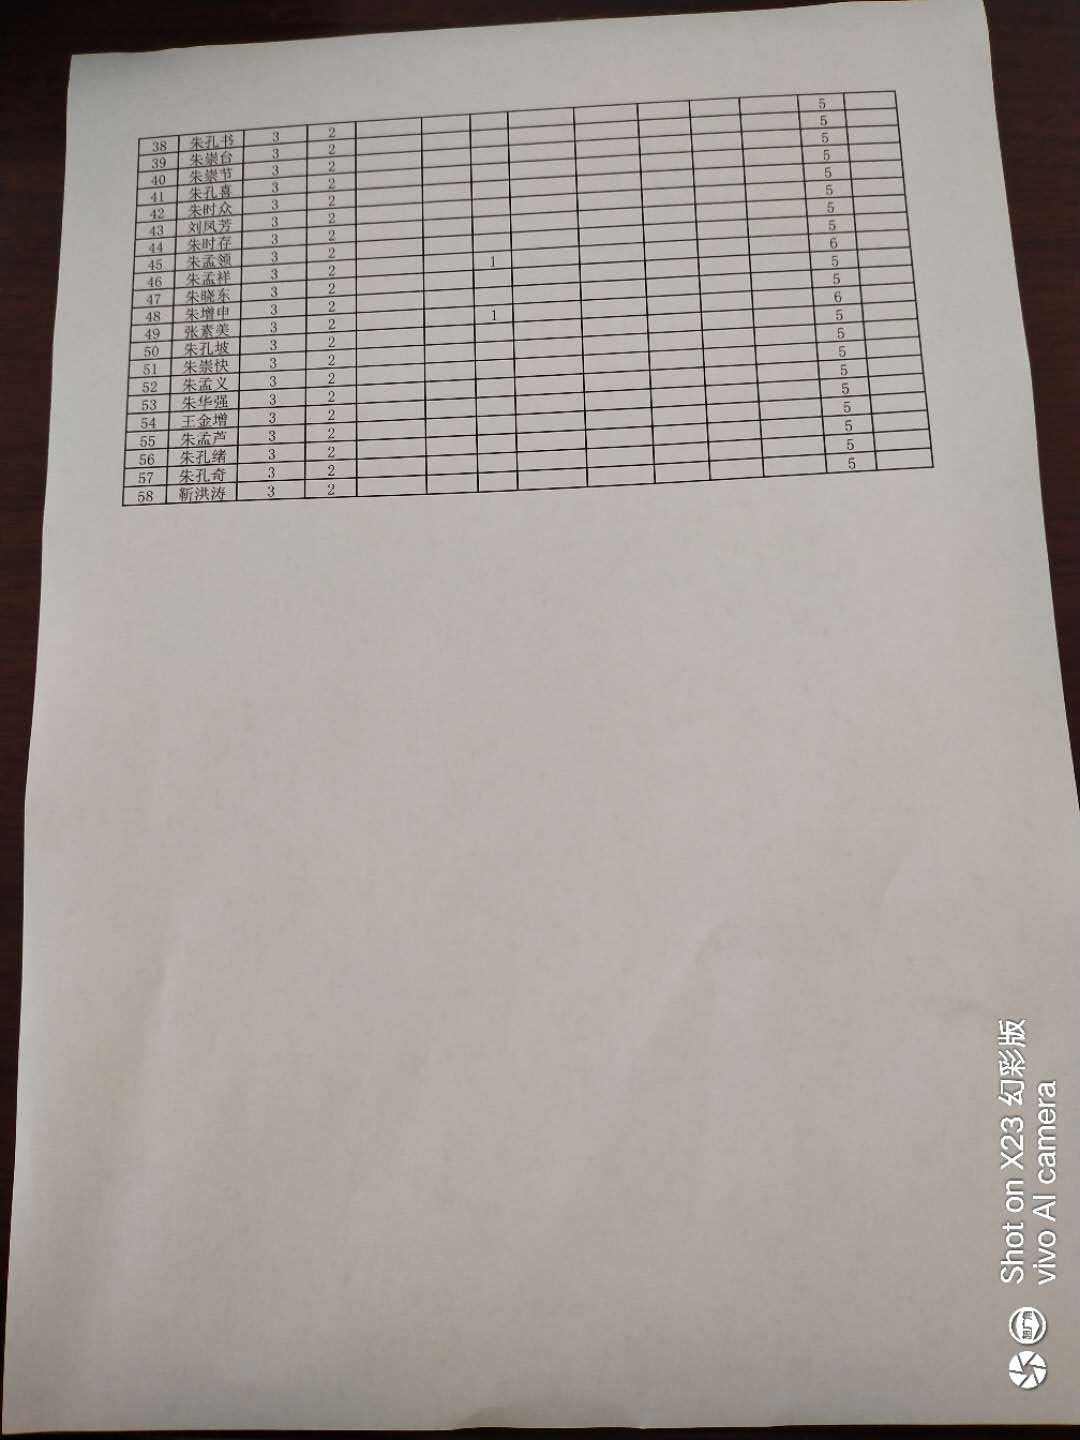 38 朱孔书 3 2 5
39 朱崇台 3 2 5
40 朱崇节 3 2 5
41 朱孔喜 3 2 5
42 朱时众 3 2 5
43 刘凤芳 3 2 5
44 朱时存 3 2 5
45 朱孟领 3 2 5
46 朱孟祥 3 2 1 6
47 朱晓东 3 2 5
48 朱增申 3 2 5
49 张素美 3 2 1 6
50 朱孔坡 3 2 5
51 朱崇快 3 2 5
52 朱孟义 3 2 5
53 朱华强 3 2 5
54 王金增 3 2 5
55 朱孟芦 3 2 5
56 朱孔绪 3 2 5
57 朱孔奇 3 2 5
58 靳洪涛 3 2 5
Shot on X23 幻彩版
vivo AI camera
超广角